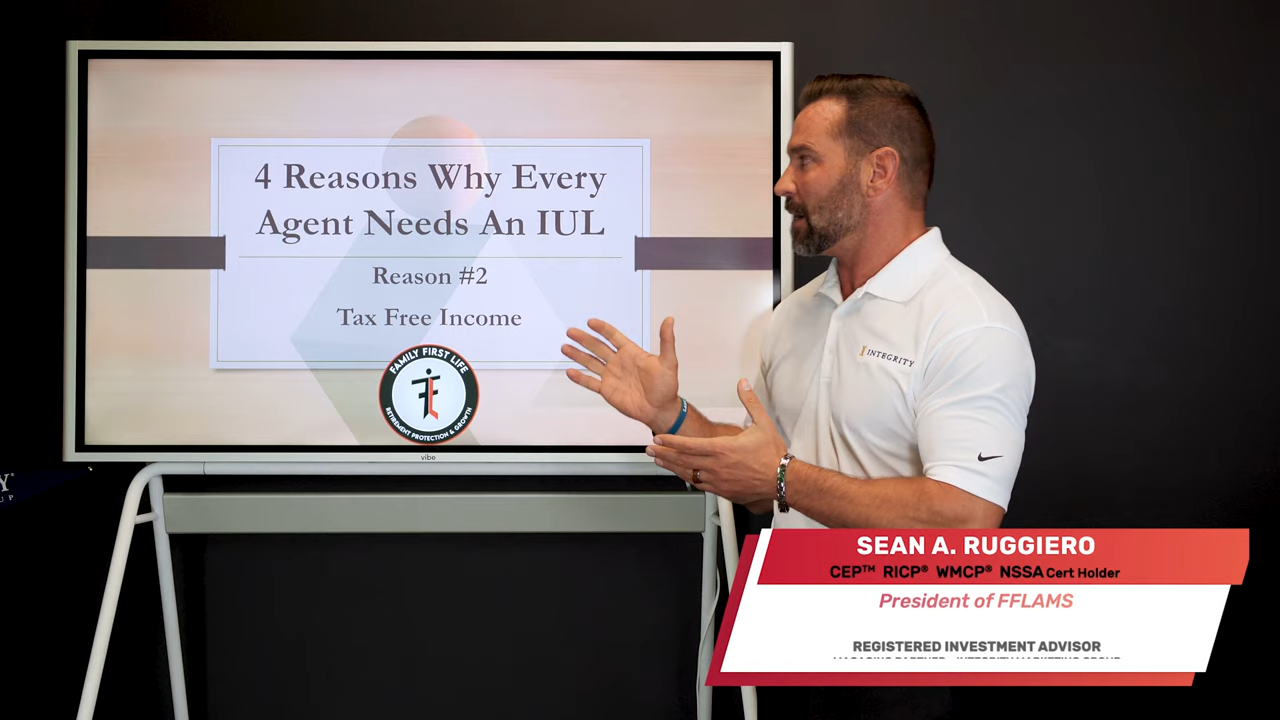 4 Reasons Why Every
Agent Needs An IUL
Reason #2
Tax Free Income
FAMILY FIRST LIFE
RETIREMENT PROTECTION & GROWTH
vibe
INTEGRITY
SEAN A. RUGGIERO
CEP™ RICP® WMCP® NSSA Cert Holder
President of FFLAMS
REGISTERED INVESTMENT ADVISOR